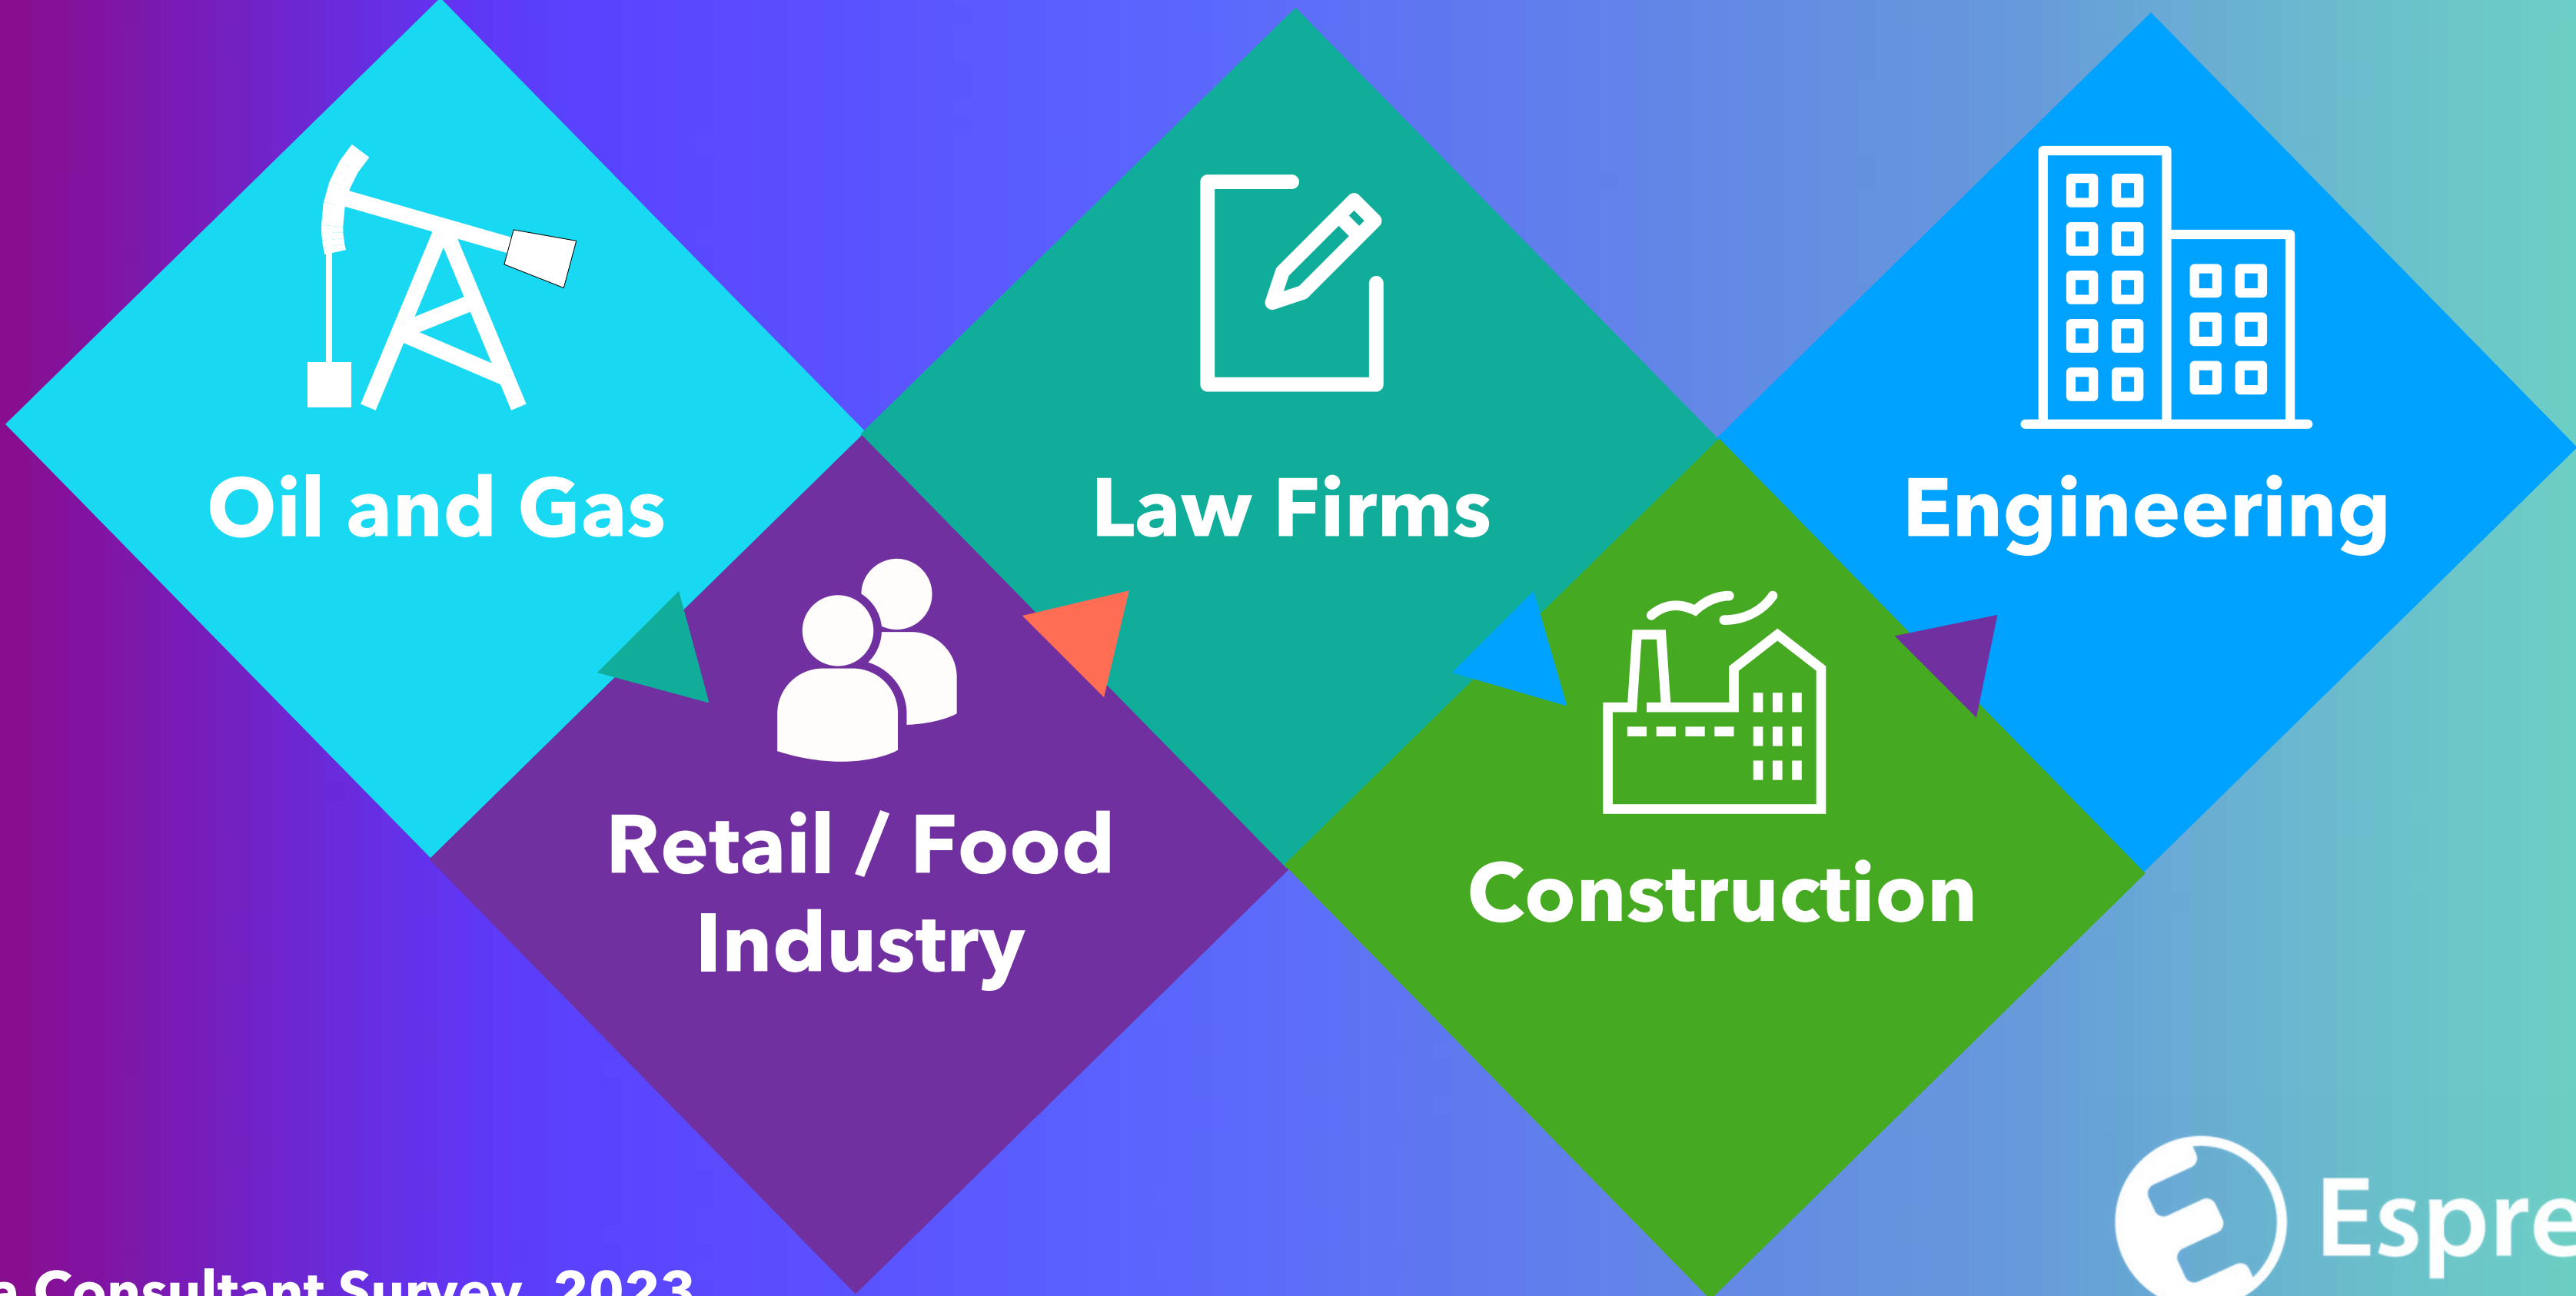 Oil and Gas
Law Firms
Engineering
Retail / Food
Industry
Construction
Consultant Survey, 2023
Espre